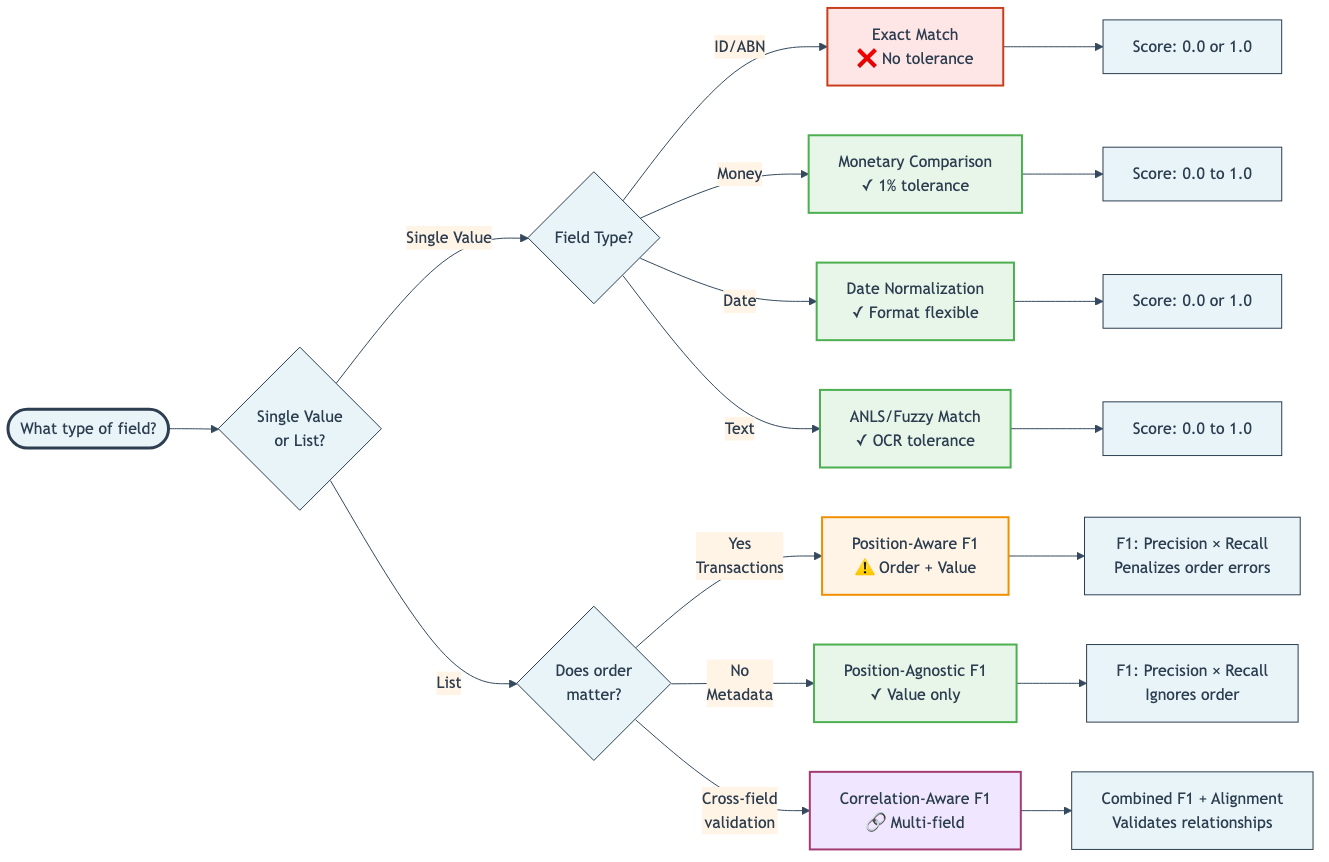 What type of field?
Single Value
or List?
Single Value
List
Field Type?
ID/ABN
Money
Date
Text
Exact Match
❌ No tolerance
Score: 0.0 or 1.0
Monetary Comparison
✓ 1% tolerance
Score: 0.0 to 1.0
Date Normalization
✓ Format flexible
Score: 0.0 or 1.0
ANLS/Fuzzy Match
✓ OCR tolerance
Score: 0.0 to 1.0
Does order
matter?
Yes
Transactions
No
Metadata
Cross-field
validation
Position-Aware F1
⚠️ Order + Value
F1: Precision × Recall
Penalizes order errors
Position-Agnostic F1
✓ Value only
F1: Precision × Recall
Ignores order
Correlation-Aware F1
🔗 Multi-field
Combined F1 + Alignment
Validates relationships